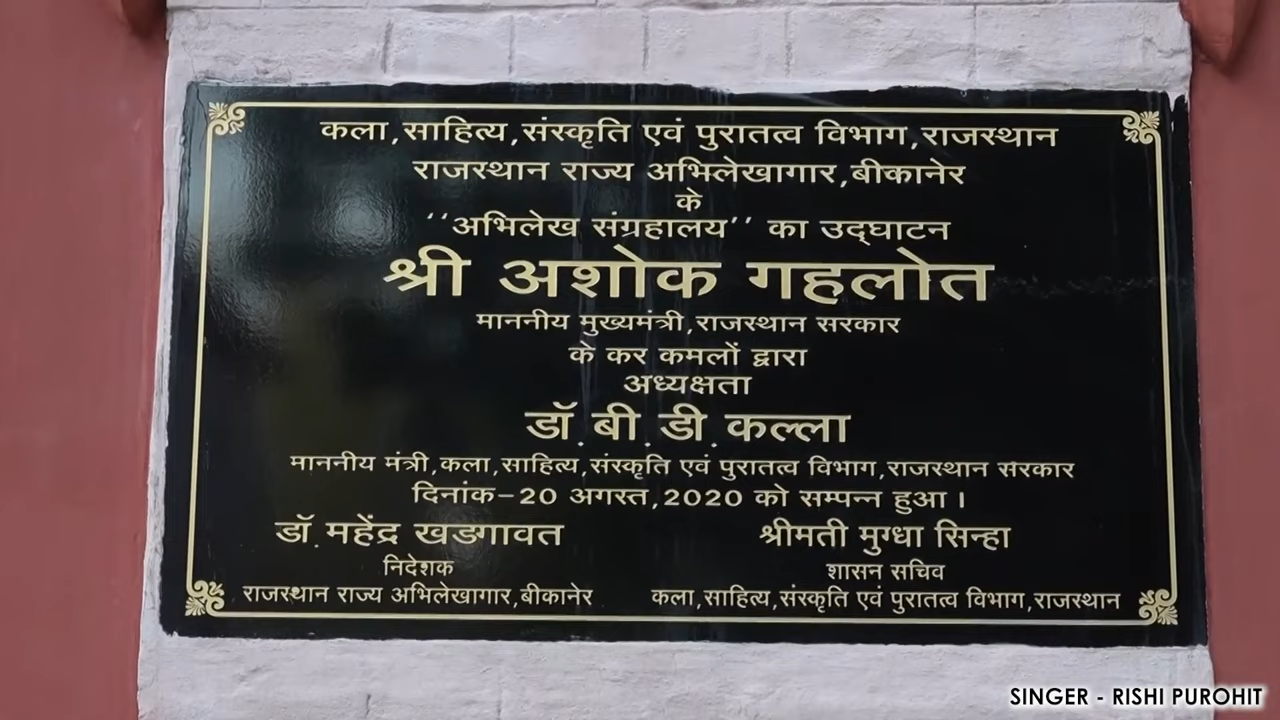 कला,साहित्य,संस्कृति एवं पुरातत्व विभाग,राजस्थान
राजस्थान राज्य अभिलेखागार,बीकानेर
के
‘‘अभिलेख संग्रहालय’’ का उद्घाटन
श्री अशोक गहलोत
माननीय मुख्यमंत्री,राजस्थान सरकार
के कर कमलों द्वारा
अध्यक्षता
डॉ.बी.डी.कल्ला
माननीय मंत्री,कला,साहित्य,संस्कृति एवं पुरातत्व विभाग,राजस्थान सरकार
दिनांक–20 अगस्त,2020 को सम्पन्न हुआ।
डॉ.महेंद्र खडगावत श्रीमती मुग्धा सिन्हा
निदेशक शासन सचिव
राजस्थान राज्य अभिलेखागार,बीकानेर कला,साहित्य,संस्कृति एवं पुरातत्व विभाग,राजस्थान
SINGER - RISHI PUROHIT